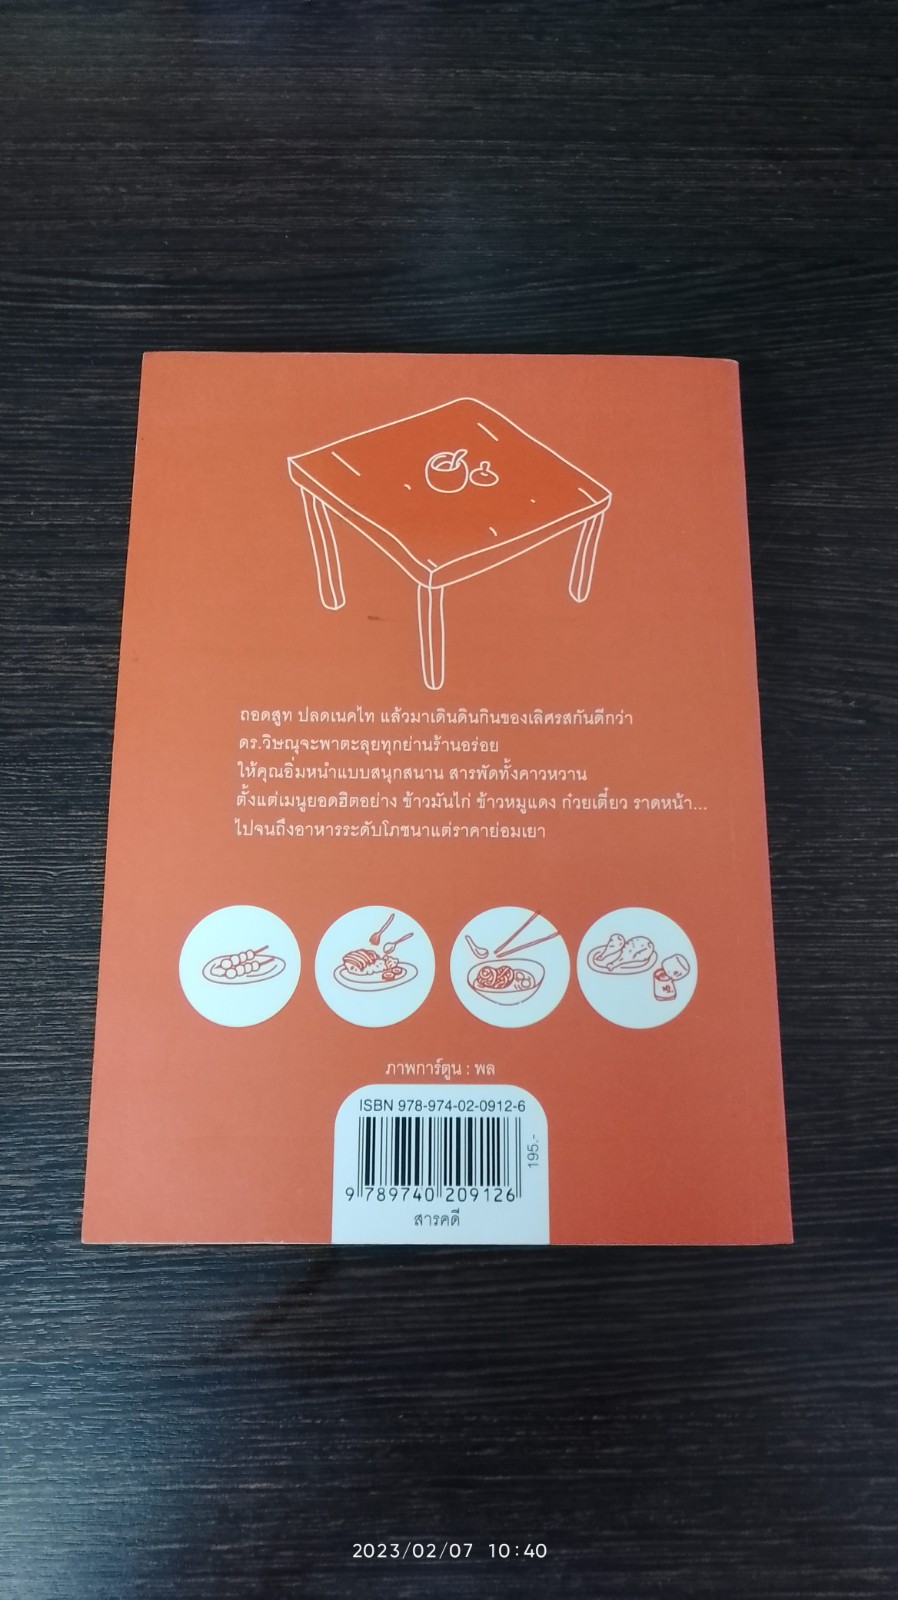 ถอดสูท ปลดเนคไท แล้วมาเดินดินกินของเลิศรสกันดีกว่า
ดร.วิษณุจะพาตะลุยทุกย่านร้านอร่อย
ให้คุณอิ่มหนำแบบสนุกสนาน สารพัดทั้งคาวหวาน
ตั้งแต่เมนูยอดฮิตอย่าง ข้าวมันไก่ ข้าวหมูแดง ก๋วยเตี๋ยว ราดหน้า...
ไปจนถึงอาหารระดับโภชนาแต่ราคาย่อมเยา
ภาพการ์ตูน : พล
ISBN 978-974-02-0912-6
195.-
9 789740 209126
สารคดี
2023/02/07 10:40